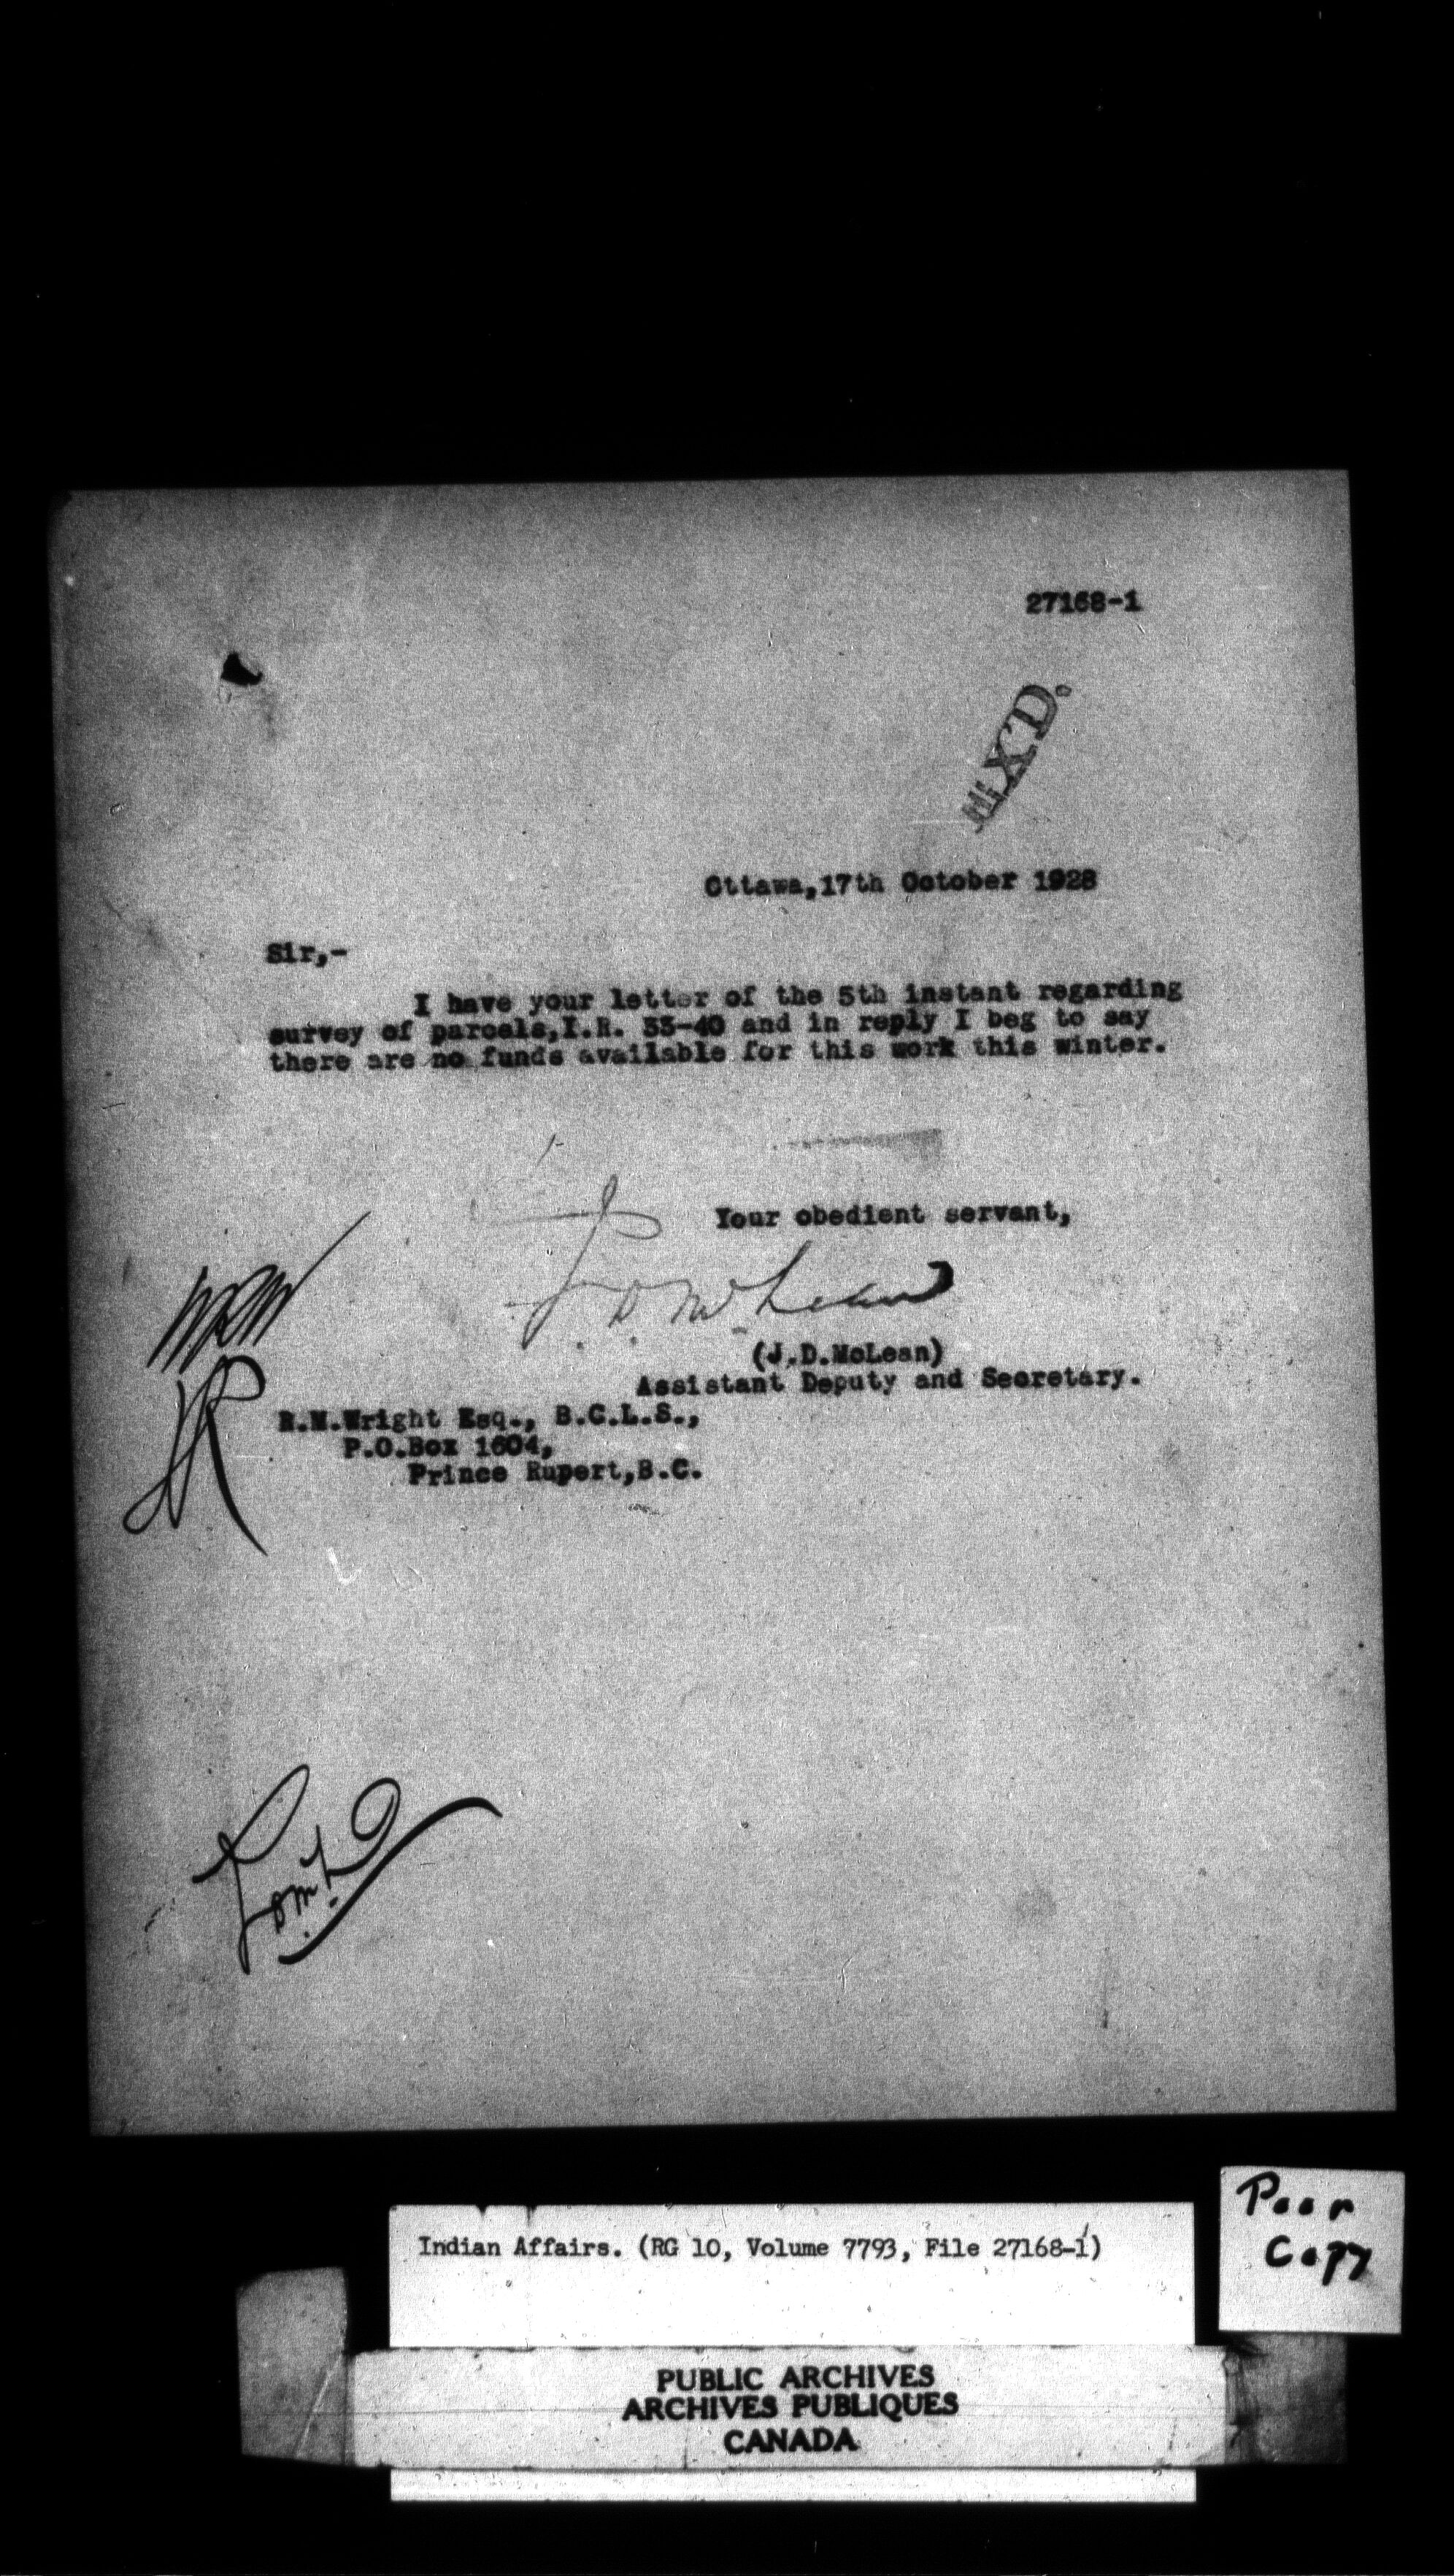 27168-1
EXD.
Ottawa,17th October 1928
Sir,-
I have your letter of the 5th instant regarding
survey of parcels,I.R. 33-40 and in reply I beg to say
there are no funds available for this work this winter.
Your obedient servant,
J.D.McLean
(J.D.McLean)
Assistant Deputy and Secretary.
Wright Esq., B.C.L.S.,
P.O.Box 1604,
Prince Rupert,B.C.
Indian Affairs. (RG 10, Volume 7793, File 27168-1)
Poor
Copy
PUBLIC ARCHIVES
ARCHIVES PUBLIQUES
CANADA